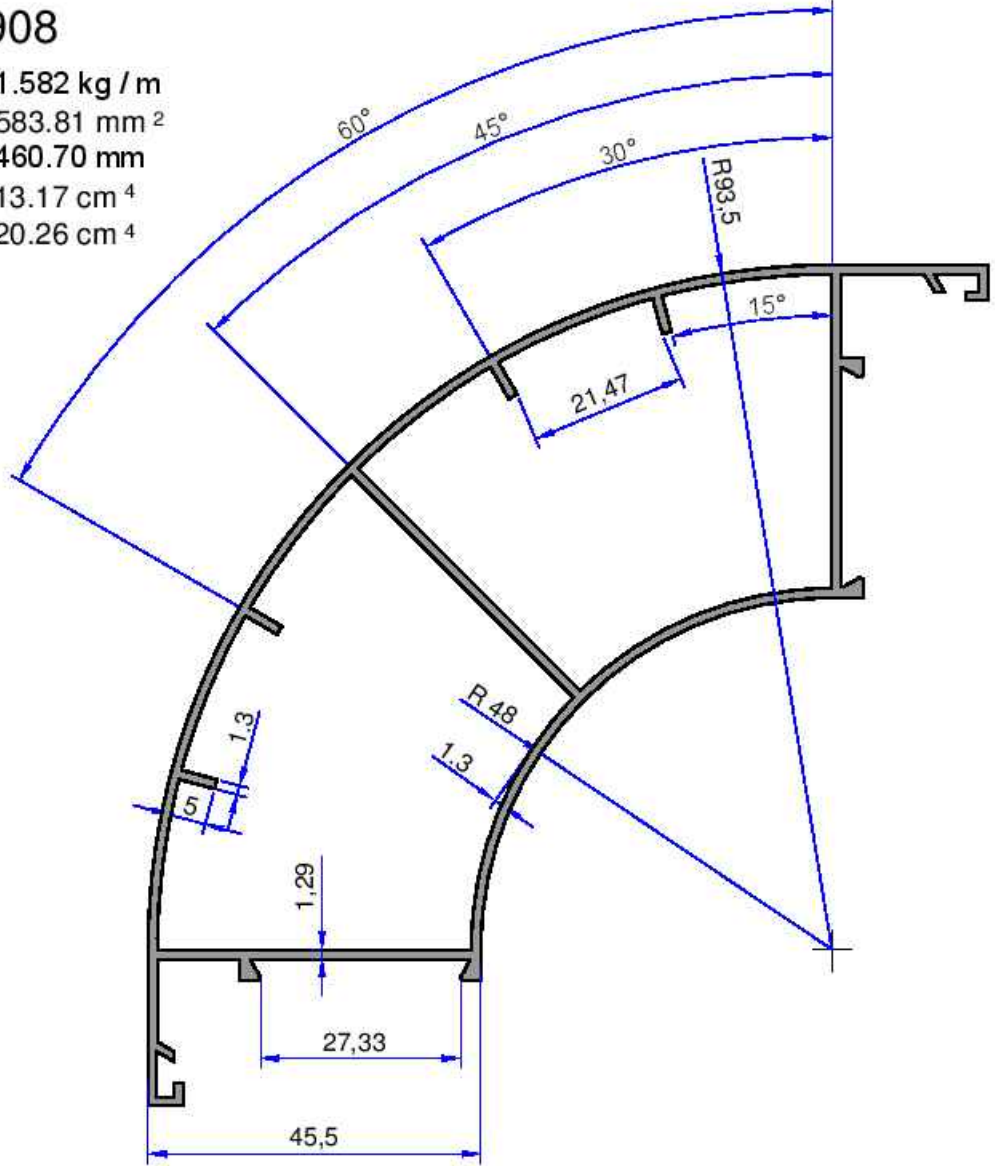 908
1.582 kg / m
583.81 mm ²
460.70 mm
13.17 cm ⁴
20.26 cm ⁴
60°
45°
30°
R93,5
15°
21,47
R 48
1.3
1.3
5
1,29
27,33
45,5